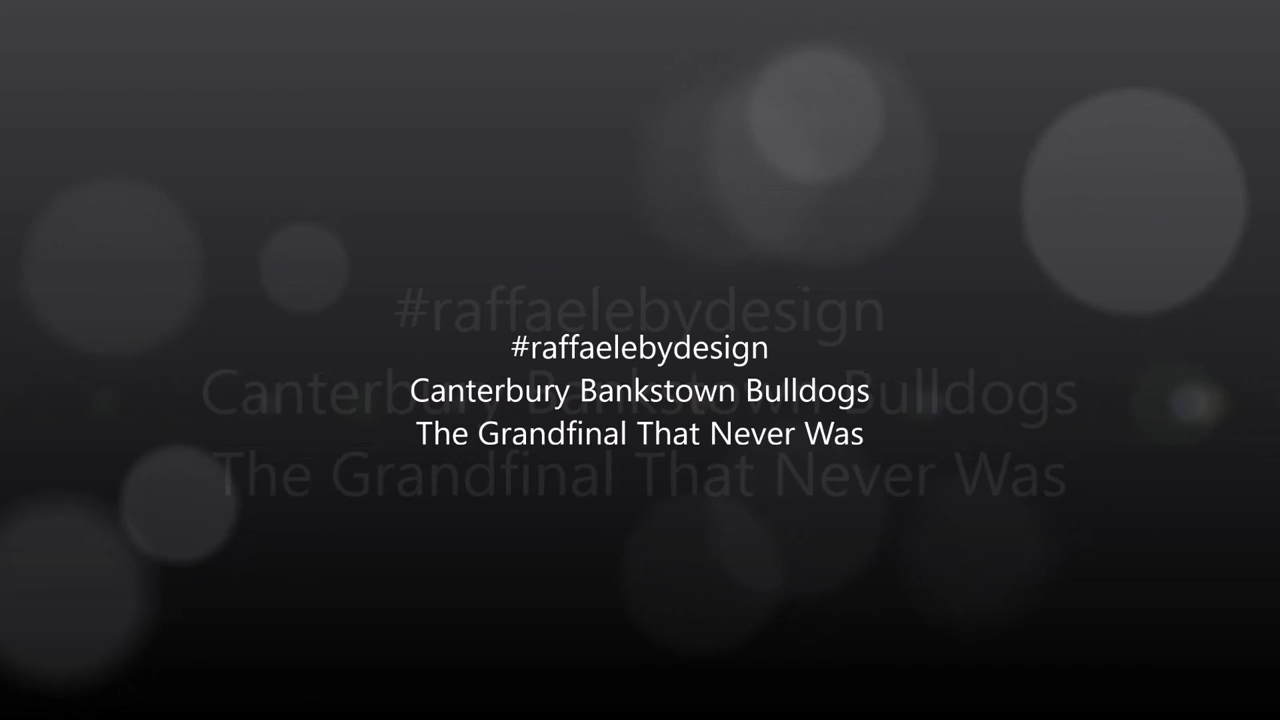 #raffaelebydesign
Canterbury Bankstown Bulldogs
The Grandfinal That Never Was